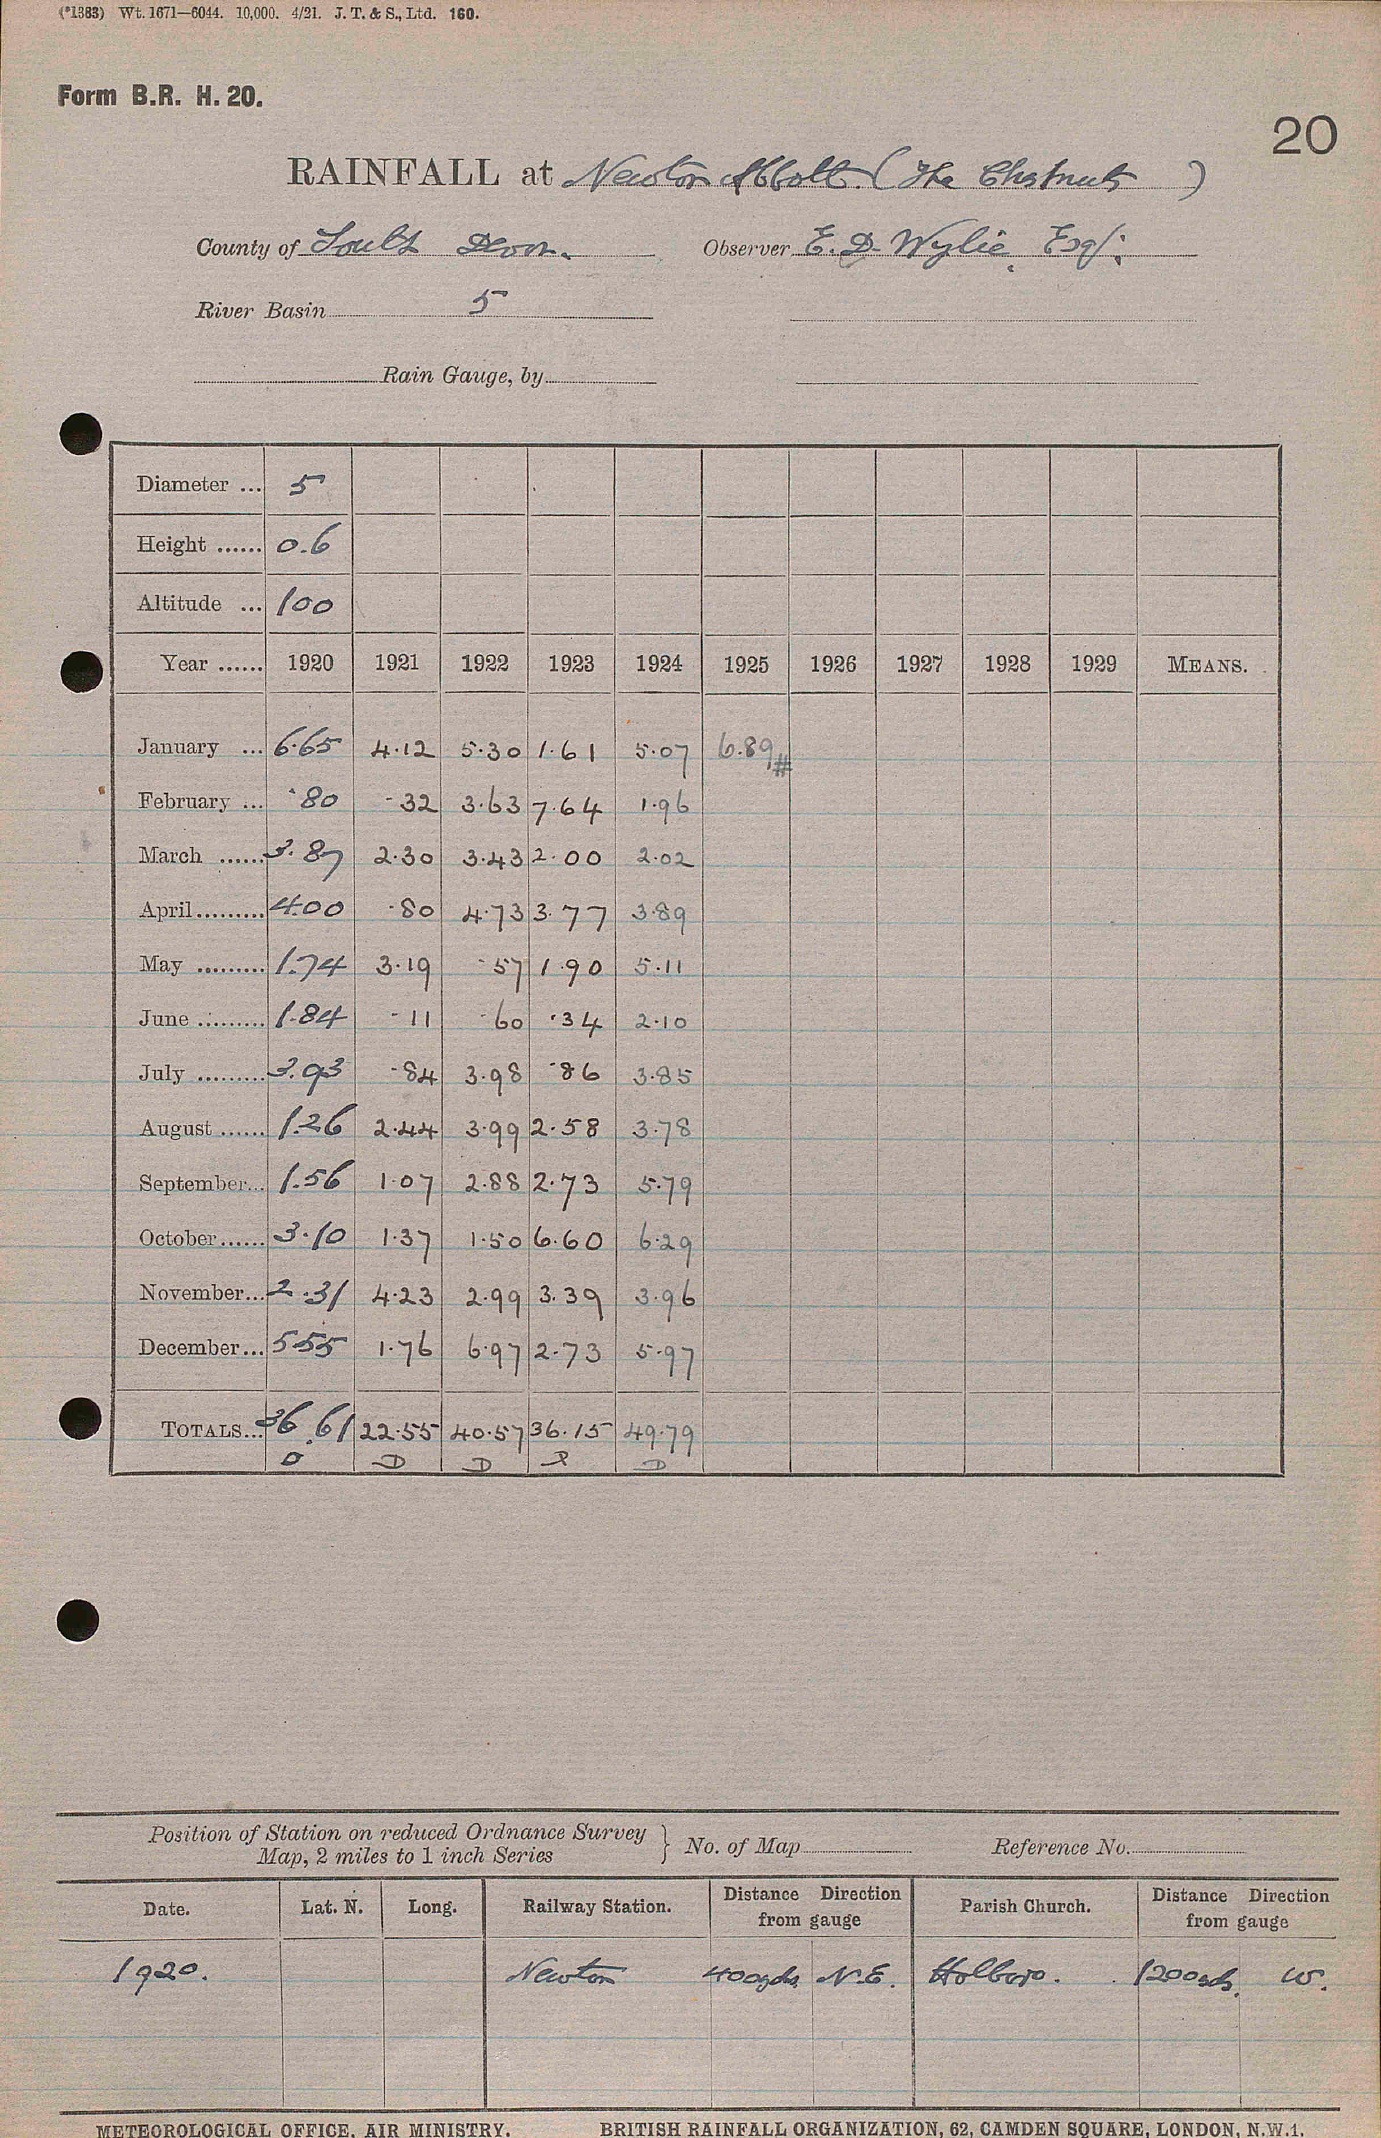 (*1383) Wt. 1671—6044. 10,000. 4/21. J. T. & S., Ltd. 160.
Form B.R. H. 20.
20
RAINFALL at Newton Abbott. (The Chestnuts )
County of South Devon. Observer E. D. Wylie, Esq:
River Basin 5
Rain Gauge, by
Diameter ... 5
Height ...... 0.6
Altitude ... 100
Year ...... 1920 1921 1922 1923 1924 1925 1926 1927 1928 1929 MEANS.
January ... 6.65 4.12 5.30 1.61 5.07 6.89#
February ... .80 .32 3.63 7.64 1.96
March ...... 3.87 2.30 3.43 2.00 2.02
April......... 4.00 .80 4.73 3.77 3.89
May ......... 1.74 3.19 .57 1.90 5.11
June ......... 1.84 .11 .60 .34 2.10
July ......... 3.93 .84 3.98 .86 3.85
August ...... 1.26 2.44 3.99 2.58 3.78
September... 1.56 1.07 2.88 2.73 5.79
October...... 3.10 1.37 1.50 6.60 6.29
November... 2.31 4.23 2.99 3.39 3.96
December... 5.55 1.76 6.97 2.73 5.97
TOTALS... 36.61 22.55 40.57 36.15 49.79
D D D
Position of Station on reduced Ordnance Survey
Map, 2 miles to 1 inch Series } No. of Map Reference No.
Date. Lat. N. Long. Railway Station. Distance Direction from gauge Parish Church. Distance Direction from gauge
1920. Newton 400yds. N.E. 1200yds. W.
METEOROLOGICAL OFFICE, AIR MINISTRY. BRITISH RAINFALL ORGANIZATION, 62, CAMDEN SQUARE, LONDON, N.W.1.